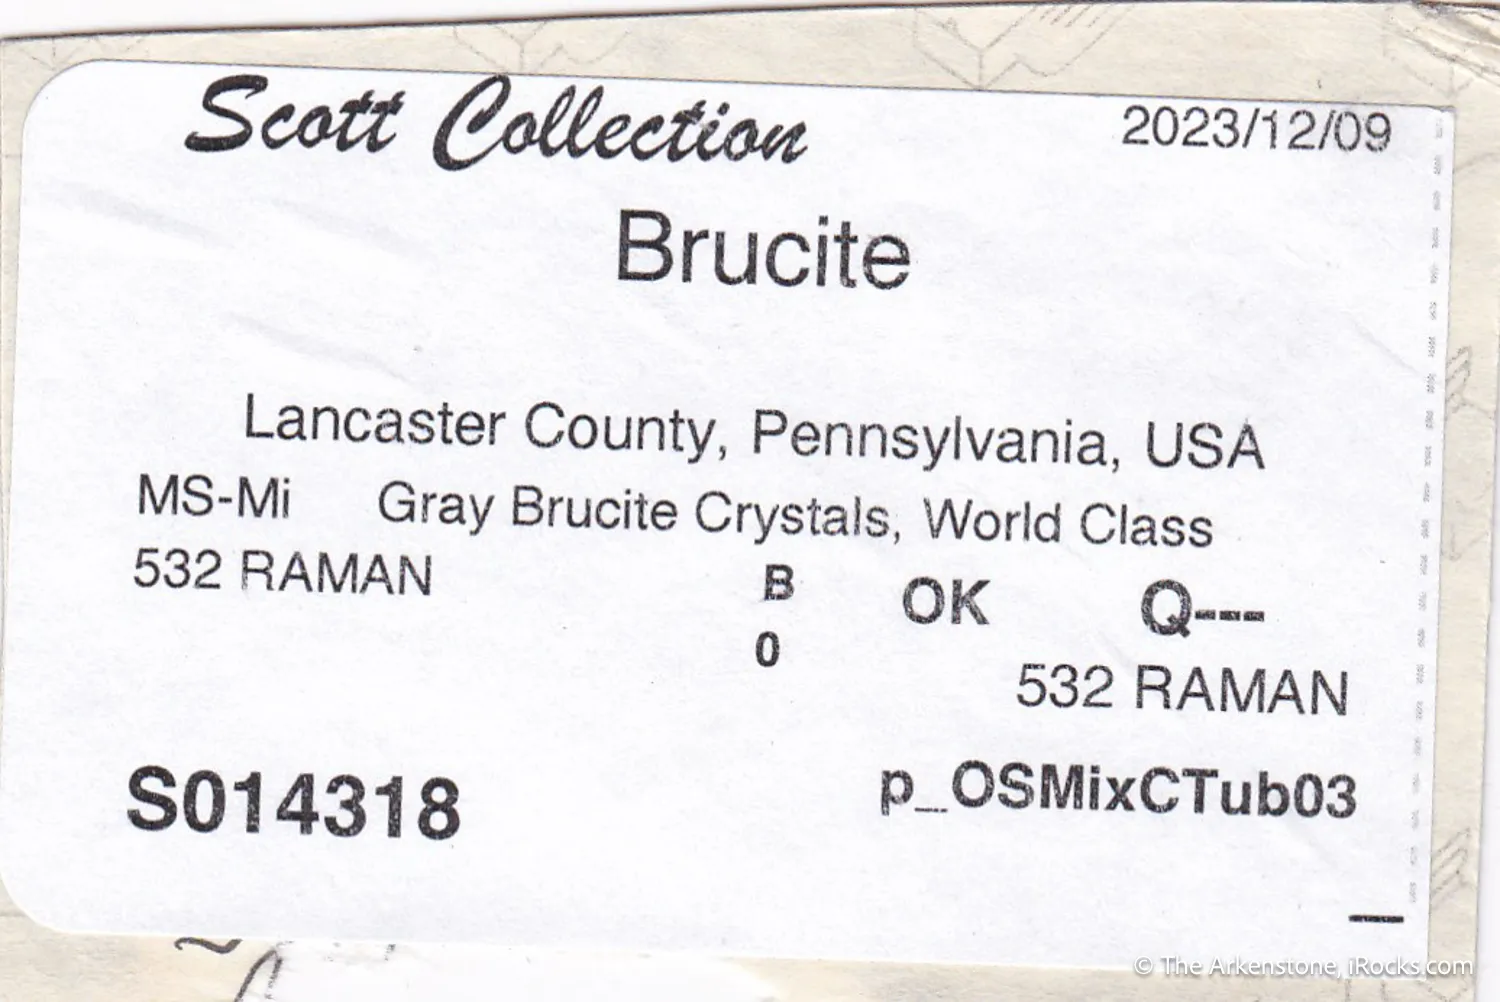 Scott Collection 2023/12/09
Brucite
Lancaster County, Pennsylvania, USA
MS-Mi Gray Brucite Crystals, World Class
532 RAMAN B OK Q---
0
532 RAMAN
S014318 p_OSMixCTub03
© The Arkenstone, iRocks.com